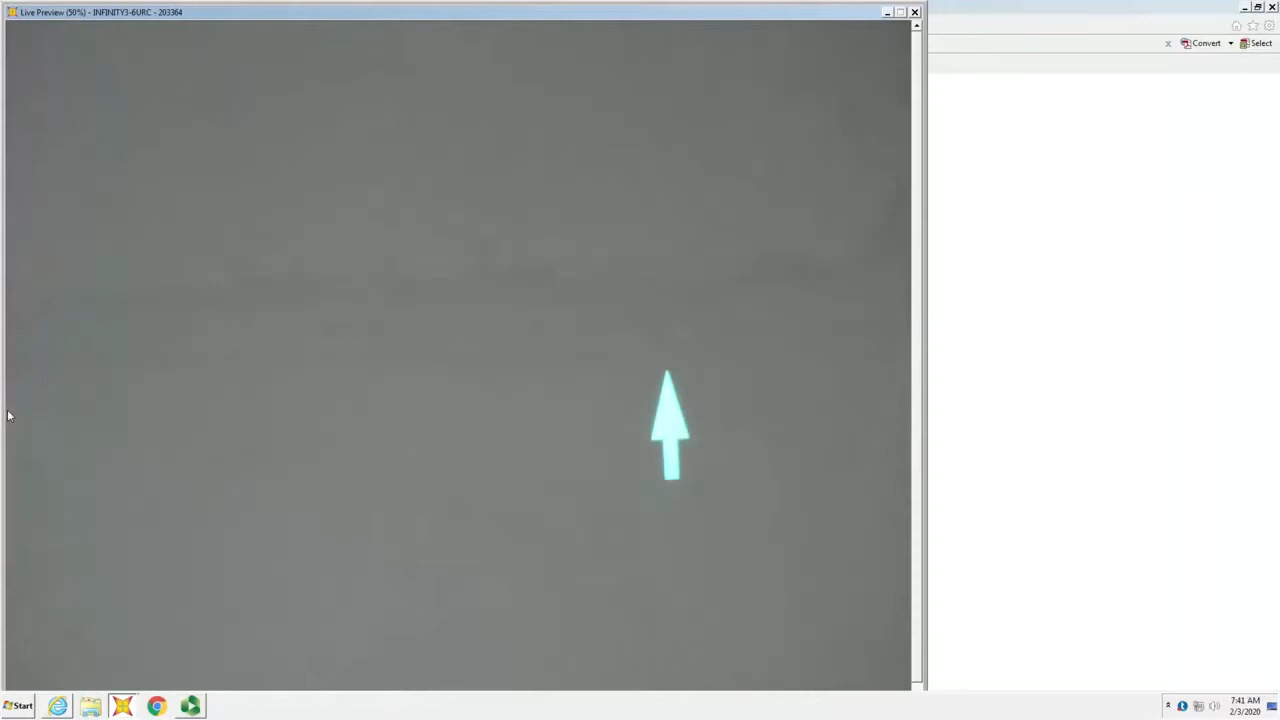 Live Preview (50%) - INFINITY3-6URC - 203364
x Convert Select
Start
7:41 AM
2/3/2020